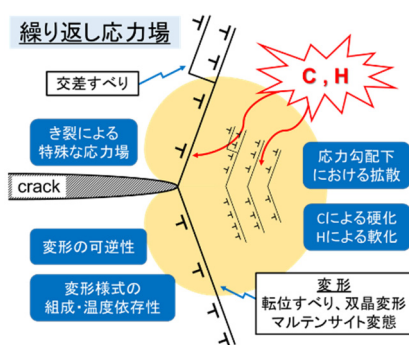 繰り返し応力場
交差すべり
C , H
き裂による
特殊な応力場
応力勾配下
における拡散
crack
Cによる硬化
Hによる軟化
変形の可逆性
変形様式の
組成・温度依存性
変形
転位すべり、双晶変形
マルテンサイト変態